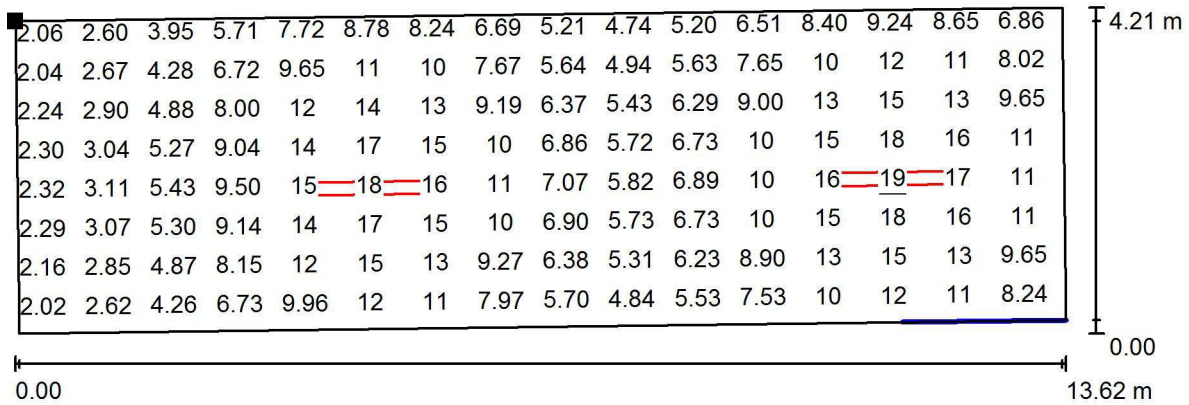 2.06 2.60 3.95 5.71 7.72 8.78 8.24 6.69 5.21 4.74 5.20 6.51 8.40 9.24 8.65 6.86 4.21 m
2.04 2.67 4.28 6.72 9.65 11 10 7.67 5.64 4.94 5.63 7.65 10 12 11 8.02
2.24 2.90 4.88 8.00 12 14 13 9.19 6.37 5.43 6.29 9.00 13 15 13 9.65
2.30 3.04 5.27 9.04 14 17 15 10 6.86 5.72 6.73 10 15 18 16 11
2.32 3.11 5.43 9.50 15 18 16 11 7.07 5.82 6.89 10 16 19 17 11
2.29 3.07 5.30 9.14 14 17 15 10 6.90 5.73 6.73 10 15 18 16 11
2.16 2.85 4.87 8.15 12 15 13 9.27 6.38 5.31 6.23 8.90 13 15 13 9.65
2.02 2.62 4.26 6.73 9.96 12 11 7.97 5.70 4.84 5.53 7.53 10 12 11 8.24
0.00
0.00 13.62 m